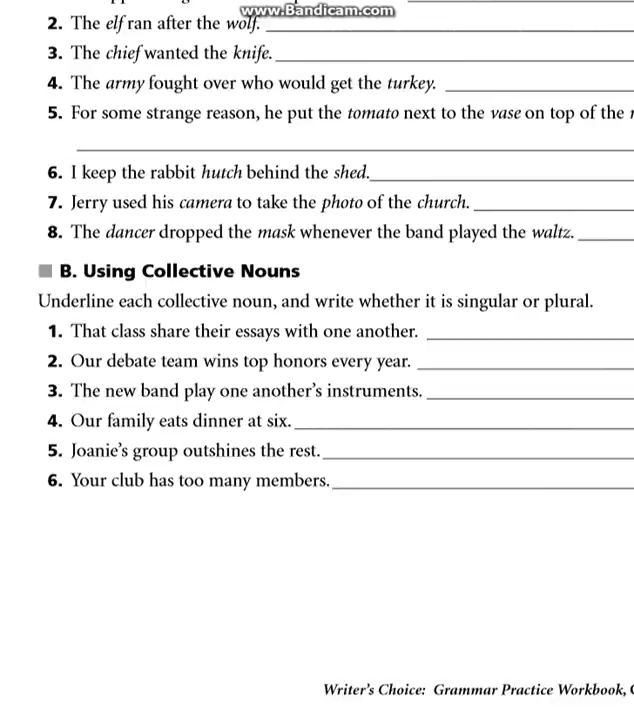 www.Bandicam.com
2. The elf ran after the wolf.
3. The chief wanted the knife.
4. The army fought over who would get the turkey.
5. For some strange reason, he put the tomato next to the vase on top of the
6. I keep the rabbit hutch behind the shed.
7. Jerry used his camera to take the photo of the church.
8. The dancer dropped the mask whenever the band played the waltz.
B. Using Collective Nouns
Underline each collective noun, and write whether it is singular or plural.
1. That class share their essays with one another.
2. Our debate team wins top honors every year.
3. The new band play one another's instruments.
4. Our family eats dinner at six.
5. Joanie's group outshines the rest.
6. Your club has too many members.
Writer's Choice: Grammar Practice Workbook,